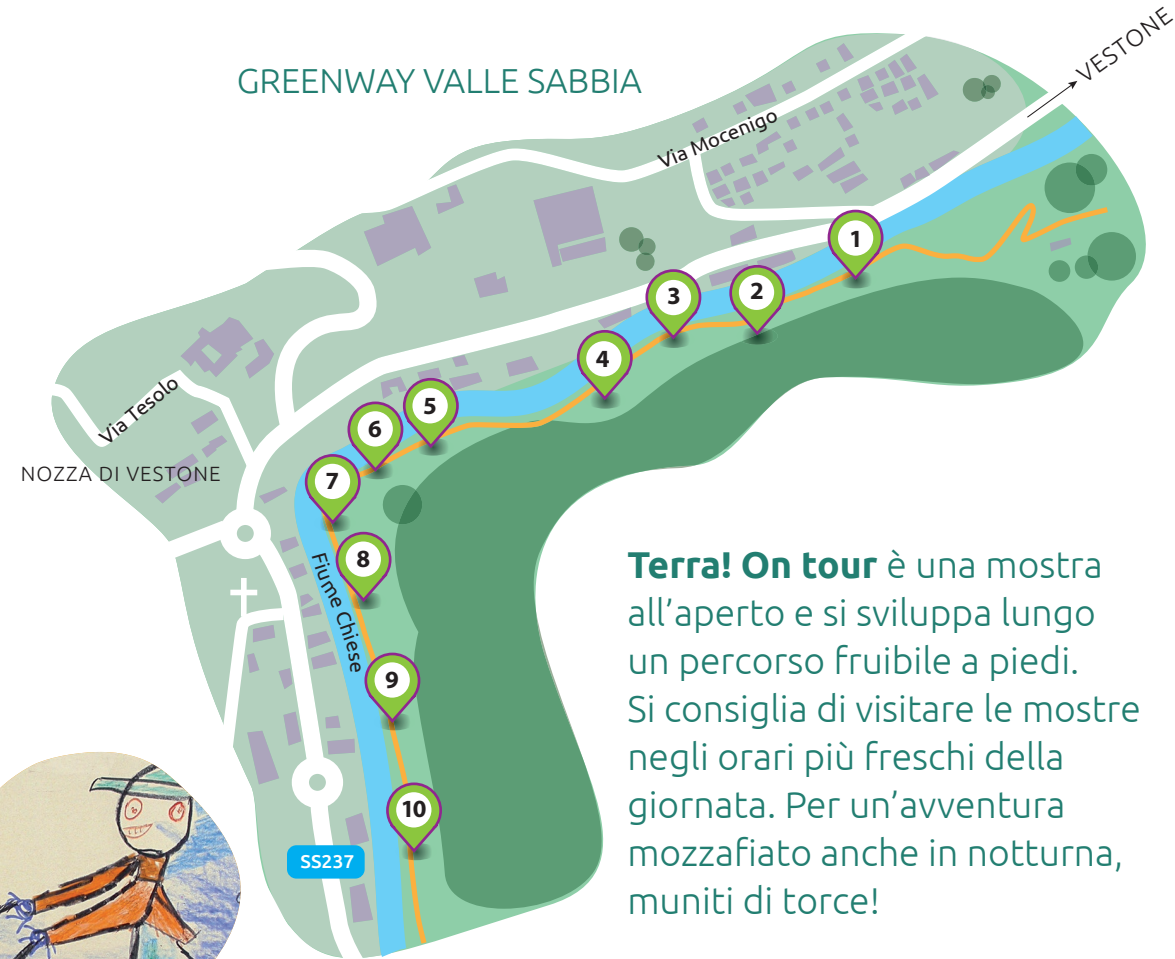 GREENWAY VALLE SABBIA
VESTONE
Via Mocenigo
1
2
3
4
5
6
7
8
9
10
Via Tesolo
NOZZA DI VESTONE
Fiume Chiese
SS237
Terra! On tour è una mostra
all’aperto e si sviluppa lungo
un percorso fruibile a piedi.
Si consiglia di visitare le mostre
negli orari più freschi della
giornata. Per un’avventura
mozzafiato anche in notturna,
muniti di torce!